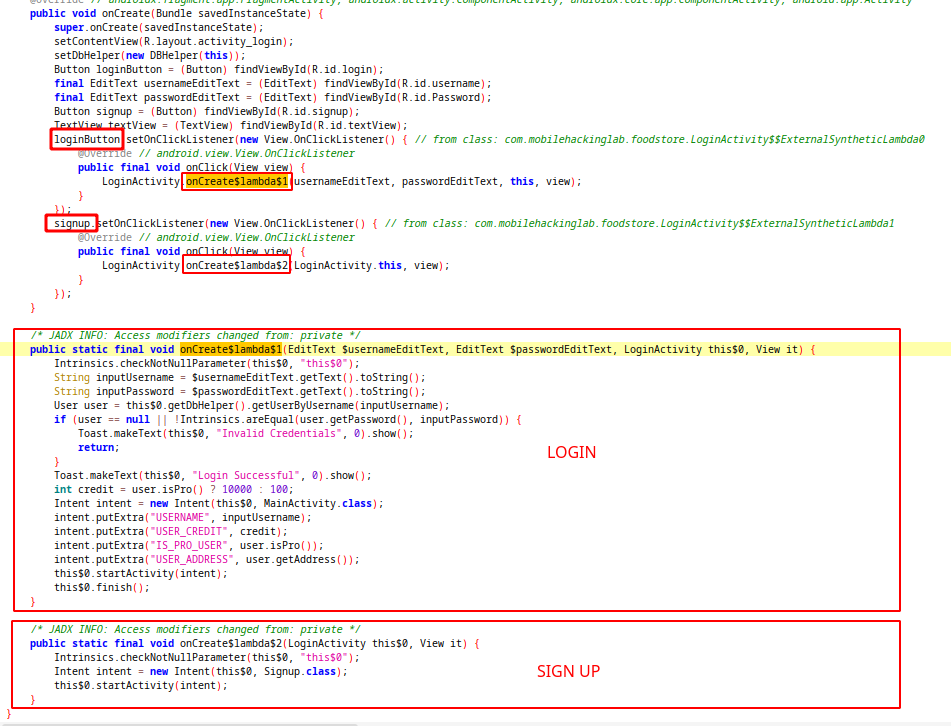 @Override // androidx.fragment.app.FragmentActivity, androidx.activity.ComponentActivity, androidx.core.app.ComponentActivity, android.app.Activity
public void onCreate(Bundle savedInstanceState) {
super.onCreate(savedInstanceState);
setContentView(R.layout.activity_login);
setDbHelper(new DBHelper(this));
Button loginButton = (Button) findViewById(R.id.login);
final EditText usernameEditText = (EditText) findViewById(R.id.username);
final EditText passwordEditText = (EditText) findViewById(R.id.Password);
Button signup = (Button) findViewById(R.id.signup);
TextView textView = (TextView) findViewById(R.id.textView);
loginButton.setOnClickListener(new View.OnClickListener() { // from class: com.mobilehackinglab.foodstore.LoginActivity$$ExternalSyntheticLambda0
@Override // android.view.View.OnClickListener
public final void onClick(View view) {
LoginActivity.onCreate$lambda$1(usernameEditText, passwordEditText, this, view);
}
});
signup.setOnClickListener(new View.OnClickListener() { // from class: com.mobilehackinglab.foodstore.LoginActivity$$ExternalSyntheticLambda1
@Override // android.view.View.OnClickListener
public final void onClick(View view) {
LoginActivity.onCreate$lambda$2(LoginActivity.this, view);
}
});
}
/* JADX INFO: Access modifiers changed from: private */
public static final void onCreate$lambda$1(EditText $usernameEditText, EditText $passwordEditText, LoginActivity this$0, View it) {
Intrinsics.checkNotNullParameter(this$0, "this$0");
String inputUsername = $usernameEditText.getText().toString();
String inputPassword = $passwordEditText.getText().toString();
User user = this$0.getDbHelper().getUserByUsername(inputUsername);
if (user == null || !Intrinsics.areEqual(user.getPassword(), inputPassword)) {
Toast.makeText(this$0, "Invalid Credentials", 0).show();
return;
}
LOGIN
Toast.makeText(this$0, "Login Successful", 0).show();
int credit = user.isPro() ? 10000 : 100;
Intent intent = new Intent(this$0, MainActivity.class);
intent.putExtra("USERNAME", inputUsername);
intent.putExtra("USER_CREDIT", credit);
intent.putExtra("IS_PRO_USER", user.isPro());
intent.putExtra("USER_ADDRESS", user.getAddress());
this$0.startActivity(intent);
this$0.finish();
}
/* JADX INFO: Access modifiers changed from: private */
public static final void onCreate$lambda$2(LoginActivity this$0, View it) {
Intrinsics.checkNotNullParameter(this$0, "this$0");
Intent intent = new Intent(this$0, Signup.class);
SIGN UP
this$0.startActivity(intent);
}
}